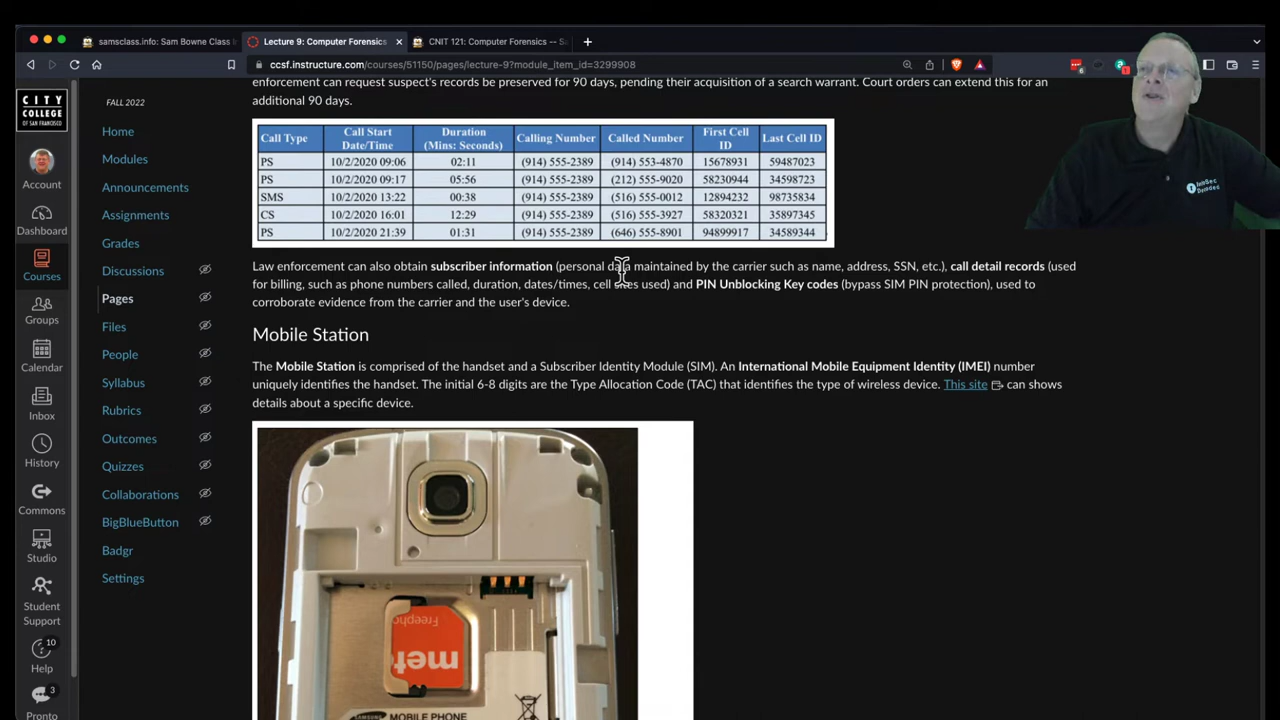 samsclass.info: Sam Bowne Class I
Lecture 9: Computer Forensics
CNIT 121: Computer Forensics -- S
ccsf.instructure.com/courses/51150/pages/lecture-9?module_item_id=3299908
CITY
COLLEGE
OF SAN FRANCISCO
Account
Dashboard
Courses
Groups
Calendar
10
Inbox
History
Commons
Studio
Student
Support
10
Help
3
Pronto
FALL 2022
Home
Modules
Announcements
Assignments
Grades
Discussions
Pages
Files
People
Syllabus
Rubrics
Outcomes
Quizzes
Collaborations
BigBlueButton
Badgr
Settings
enforcement can request suspect's records be preserved for 90 days, pending their acquisition of a search warrant. Court orders can extend this for an
additional 90 days.
Call Type Call Start Date/Time Duration (Mins: Seconds) Calling Number Called Number First Cell ID Last Cell ID
PS 10/2/2020 09:06 02:11 (914) 555-2389 (914) 553-4870 15678931 59487023
PS 10/2/2020 09:17 05:56 (914) 555-2389 (212) 555-9020 58230944 34598723
SMS 10/2/2020 13:22 00:38 (914) 555-2389 (516) 555-0012 12894232 98735834
CS 10/2/2020 16:01 12:29 (914) 555-2389 (516) 555-3927 58320321 35897345
PS 10/2/2020 21:39 01:31 (914) 555-2389 (646) 555-8901 94899917 34589344
Law enforcement can also obtain subscriber information (personal data maintained by the carrier such as name, address, SSN, etc.), call detail records (used
for billing, such as phone numbers called, duration, dates/times, cell sites used) and PIN Unblocking Key codes (bypass SIM PIN protection), used to
corroborate evidence from the carrier and the user's device.
Mobile Station
The Mobile Station is comprised of the handset and a Subscriber Identity Module (SIM). An International Mobile Equipment Identity (IMEI) number
uniquely identifies the handset. The initial 6-8 digits are the Type Allocation Code (TAC) that identifies the type of wireless device. This site can shows
details about a specific device.
Freepho
met
SAMSUNG MOBILE PHONE
InfoSec
Decoded